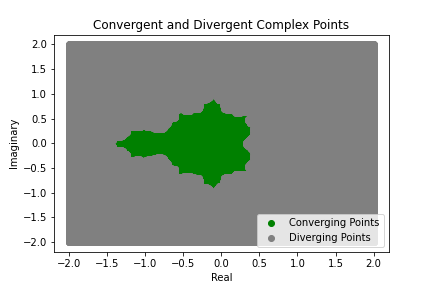 Convergent and Divergent Complex Points
2.0
1.5
1.0
0.5
0.0
−0.5
−1.0
−1.5
−2.0
Imaginary
Converging Points
Diverging Points
−2.0 −1.5 −1.0 −0.5 0.0 0.5 1.0 1.5 2.0
Real